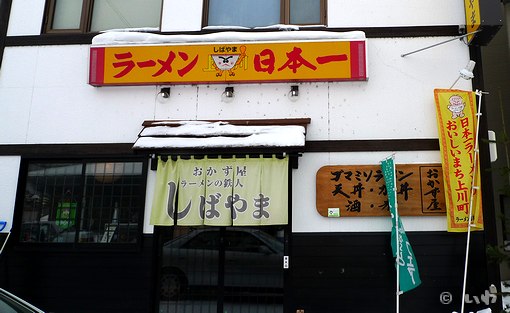 しばやま
ラーメン 日本一
おかず屋
ラーメンの鉄人
しばやま
ゴマミソラーメン
天丼・
酒・
おかず屋
日本一ラーメンの
おいしいまち上川町
© いわ